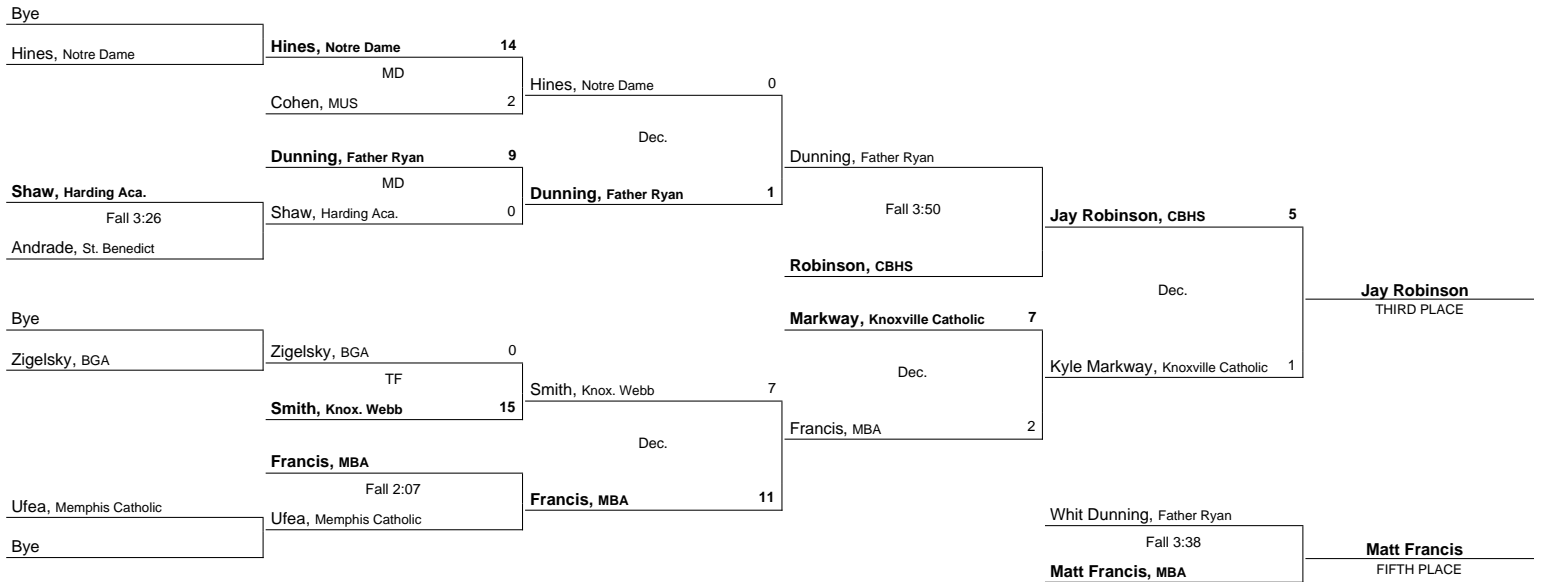 Bye
Hines, Notre Dame
Shaw, Harding Aca.
Fall 3:26
Andrade, St. Benedict
Bye
Zigelsky, BGA
Ufea, Memphis Catholic
Bye
Hines, Notre Dame 14
MD
Cohen, MUS 2
Dunning, Father Ryan 9
MD
Shaw, Harding Aca. 0
Zigelsky, BGA 0
TF
Smith, Knox. Webb 15
Francis, MBA
Fall 2:07
Ufea, Memphis Catholic
Hines, Notre Dame 0
Dec.
Dunning, Father Ryan 1
Smith, Knox. Webb 7
Dec.
Francis, MBA 11
Dunning, Father Ryan
Fall 3:50
Robinson, CBHS
Markway, Knoxville Catholic 7
Dec.
Francis, MBA 2
Jay Robinson, CBHS 5
Dec.
Kyle Markway, Knoxville Catholic 1
Jay Robinson
THIRD PLACE
Whit Dunning, Father Ryan
Fall 3:38
Matt Francis, MBA
Matt Francis
FIFTH PLACE